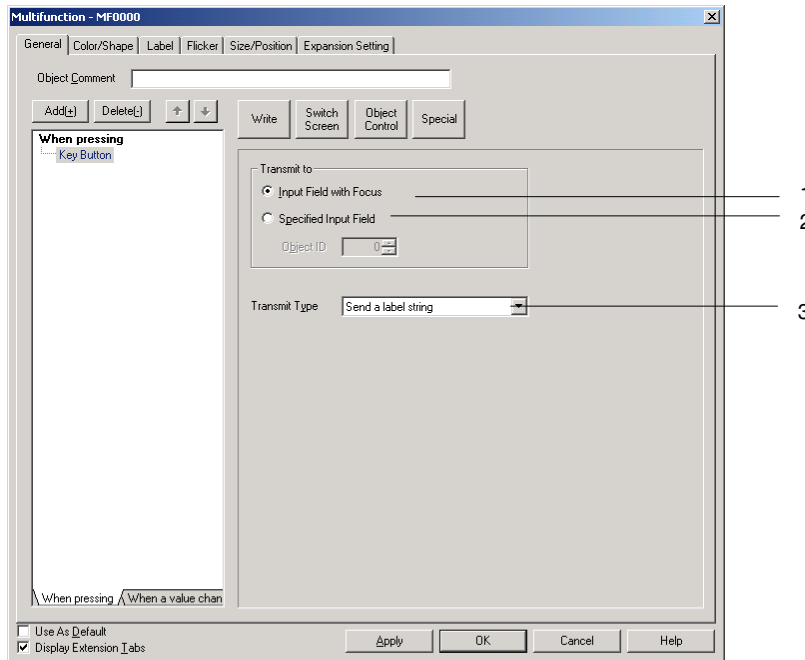 Multifunction - MF0000
General Color/Shape Label Flicker Size/Position Expansion Setting
Object Comment
Add(+) Delete(-)
Write Switch Screen Object Control Special
When pressing
Key Button
Transmit to
Input Field with Focus
1
Specified Input Field
2
Object ID 0
Transmit Type Send a label string
3
When pressing When a value chan
Use As Default
Display Extension Tabs
Apply OK Cancel Help